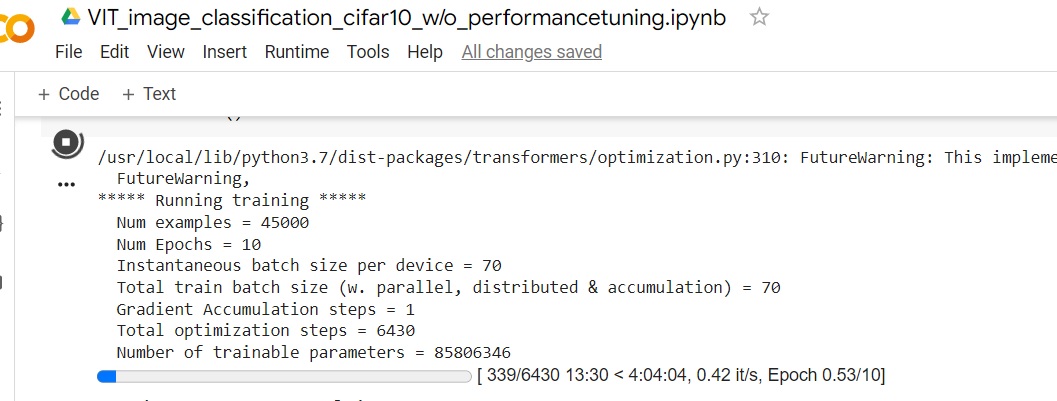 VIT_image_classification_cifar10_w/o_performancetuning.ipynb
File Edit View Insert Runtime Tools Help All changes saved
+ Code + Text
/usr/local/lib/python3.7/dist-packages/transformers/optimization.py:310: FutureWarning: This impleme
FutureWarning,
***** Running training *****
Num examples = 45000
Num Epochs = 10
Instantaneous batch size per device = 70
Total train batch size (w. parallel, distributed & accumulation) = 70
Gradient Accumulation steps = 1
Total optimization steps = 6430
Number of trainable parameters = 85806346
[ 339/6430 13:30 < 4:04:04, 0.42 it/s, Epoch 0.53/10]